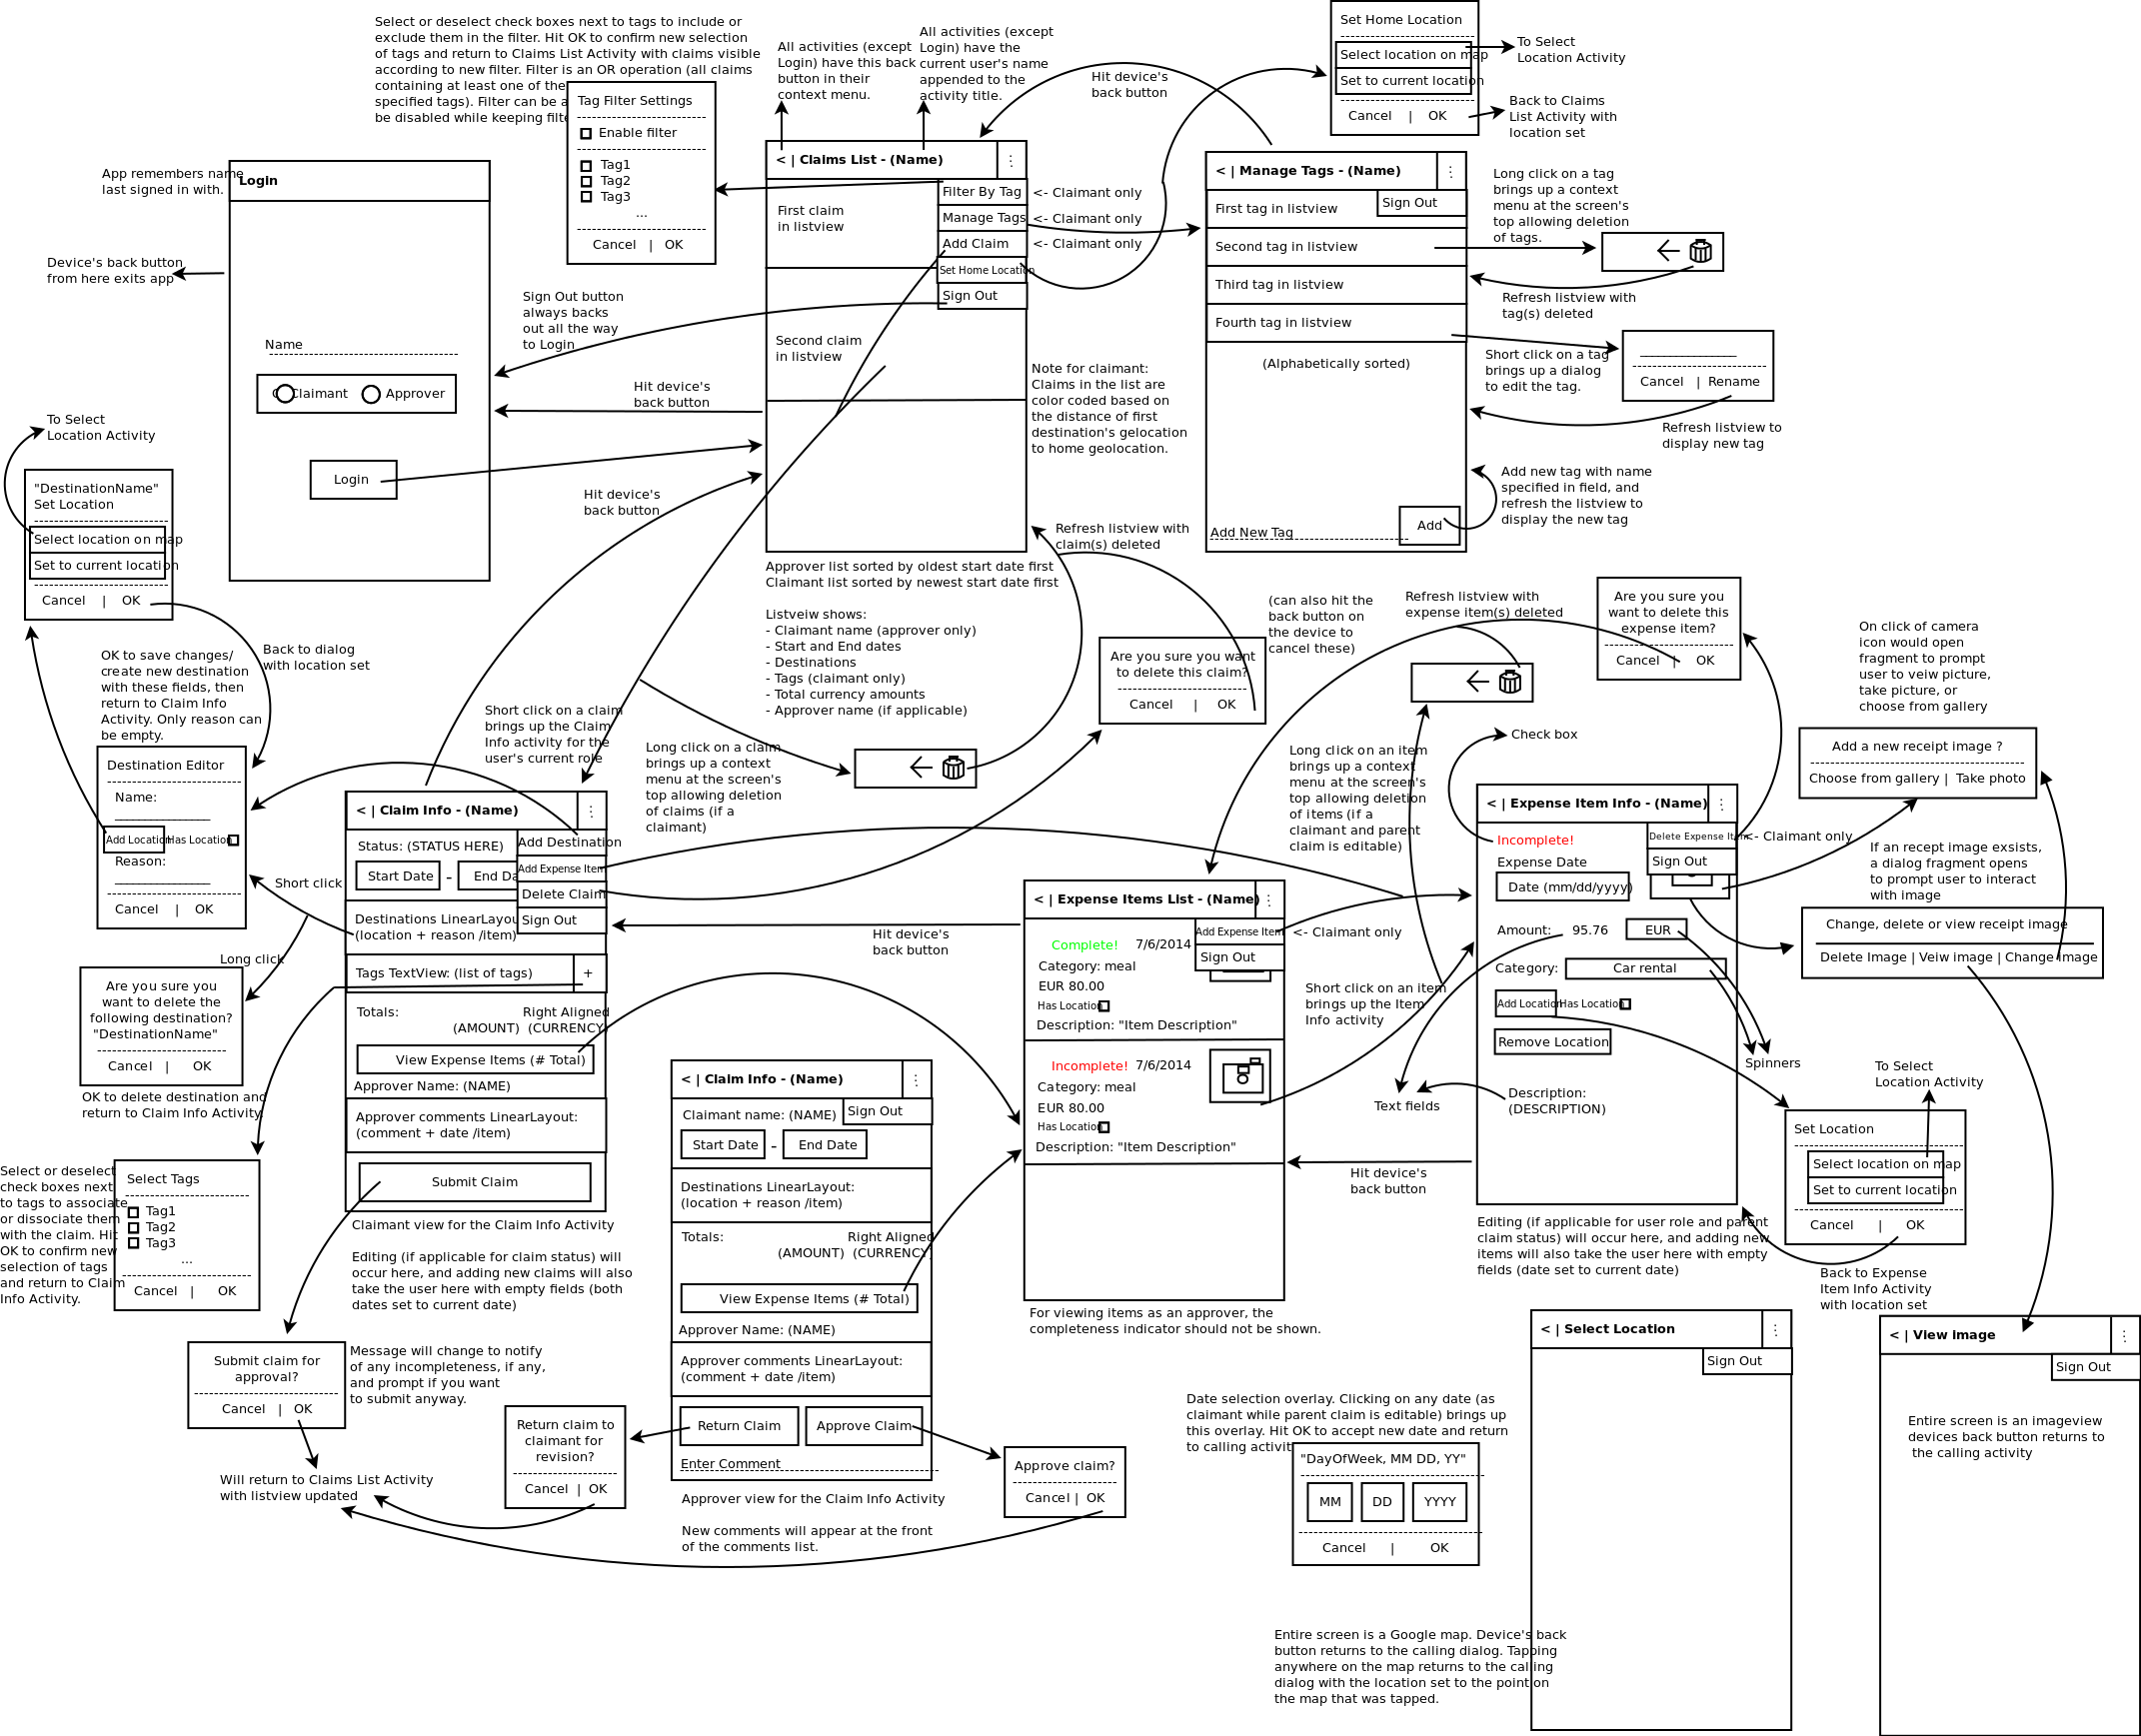 Select or deselect check boxes next to tags to include or
exclude them in the filter. Hit OK to confirm new selection
of tags and return to Claims List Activity with claims visible
according to new filter. Filter is an OR operation (all claims
containing at least one of the
specified tags). Filter can be a
be disabled while keeping filte
Tag Filter Settings
Enable filter
Tag1
Tag2
Tag3
...
Cancel | OK
All activities (except
Login) have this back
button in their
context menu.
All activities (except
Login) have the
current user's name
appended to the
activity title.
Hit device's
back button
Set Home Location
Select location on map
Set to current location
Cancel | OK
To Select
Location Activity
Back to Claims
List Activity with
location set
App remembers name
last signed in with.
Login
Device's back button
from here exits app
Name
Claimant
Approver
Login
Sign Out button
always backs
out all the way
to Login
Hit device's
back button
Hit device's
back button
< | Claims List - (Name)
Filter By Tag
<- Claimant only
Manage Tags
<- Claimant only
Add Claim
<- Claimant only
Set Home Location
Sign Out
First claim
in listview
Second claim
in listview
Note for claimant:
Claims in the list are
color coded based on
the distance of first
destination's gelocation
to home geolocation.
Approver list sorted by oldest start date first
Claimant list sorted by newest start date first
Listveiw shows:
- Claimant name (approver only)
- Start and End dates
- Destinations
- Tags (claimant only)
- Total currency amounts
- Approver name (if applicable)
< | Manage Tags - (Name)
Sign Out
First tag in listview
Second tag in listview
Third tag in listview
Fourth tag in listview
(Alphabetically sorted)
Add New Tag
Add
Long click on a tag
brings up a context
menu at the screen's
top allowing deletion
of tags.
Refresh listview with
tag(s) deleted
Short click on a tag
brings up a dialog
to edit the tag.
Cancel | Rename
Refresh listview to
display new tag
Add new tag with name
specified in field, and
refresh the listview to
display the new tag
To Select
Location Activity
"DestinationName"
Set Location
Select location on map
Set to current location
Cancel | OK
Back to dialog
with location set
OK to save changes/
create new destination
with these fields, then
return to Claim Info
Activity. Only reason can
be empty.
Destination Editor
Name:
Add Location
Has Location
Reason:
Cancel | OK
Short click
Long click
Are you sure you
want to delete the
following destination?
"DestinationName"
Cancel | OK
OK to delete destination and
return to Claim Info Activity.
Short click on a claim
brings up the Claim
Info activity for the
user's current role
Long click on a claim
brings up a context
menu at the screen's
top allowing deletion
of claims (if a
claimant)
Refresh listview with
claim(s) deleted
Are you sure you want
to delete this claim?
Cancel | OK
(can also hit the
back button on
the device to
cancel these)
Refresh listview with
expense item(s) deleted
Are you sure you
want to delete this
expense item?
Cancel | OK
< | Claim Info - (Name)
Add Destination
Add Expense Item
Delete Claim
Sign Out
Status: (STATUS HERE)
Start Date
-
End Da
Destinations LinearLayou
(location + reason /item)
Tags TextView: (list of tags)
+
Totals:
Right Aligned
(AMOUNT) (CURRENCY)
View Expense Items (# Total)
Approver Name: (NAME)
Approver comments LinearLayout:
(comment + date /item)
Submit Claim
Claimant view for the Claim Info Activity
Editing (if applicable for claim status) will
occur here, and adding new claims will also
take the user here with empty fields (both
dates set to current date)
Select or deselect
check boxes next
to tags to associate
or dissociate them
with the claim. Hit
OK to confirm new
selection of tags
and return to Claim
Info Activity.
Select Tags
Tag1
Tag2
Tag3
...
Cancel | OK
Submit claim for
approval?
Cancel | OK
Message will change to notify
of any incompleteness, if any,
and prompt if you want
to submit anyway.
Will return to Claims List Activity
with listview updated
Return claim to
claimant for
revision?
Cancel | OK
< | Claim Info - (Name)
Sign Out
Claimant name: (NAME)
Start Date
-
End Date
Destinations LinearLayout:
(location + reason /item)
Totals:
Right Aligned
(AMOUNT) (CURRENCY)
View Expense Items (# Total)
Approver Name: (NAME)
Approver comments LinearLayout:
(comment + date /item)
Return Claim
Approve Claim
Enter Comment
Approver view for the Claim Info Activity
New comments will appear at the front
of the comments list.
Approve claim?
Cancel | OK
Hit device's
back button
< | Expense Items LIst - (Name)
Add Expense Item
<- Claimant only
Sign Out
Complete!
7/6/2014
Category: meal
EUR 80.00
Has Location
Description: "Item Description"
Incomplete!
7/6/2014
Category: meal
EUR 80.00
Has Location
Description: "Item Description"
For viewing items as an approver, the
completeness indicator should not be shown.
Long click on an item
brings up a context
menu at the screen's
top allowing deletion
of items (if a
claimant and parent
claim is editable)
Short click on an item
brings up the Item
Info activity
Check box
< | Expense Item Info - (Name)
Delete Expense Item
<- Claimant only
Sign Out
Incomplete!
Expense Date
Date (mm/dd/yyyy)
Amount:
95.76
EUR
Category:
Car rental
Add Location
Has Location
Remove Location
Description:
(DESCRIPTION)
Text fields
Spinners
Hit device's
back button
Editing (if applicable for user role and parent
claim status) will occur here, and adding new
items will also take the user here with empty
fields (date set to current date)
On click of camera
icon would open
fragment to prompt
user to veiw picture,
take picture, or
choose from gallery
Add a new receipt image ?
Choose from gallery | Take photo
If an recept image exsists,
a dialog fragment opens
to prompt user to interact
with image
Change, delete or view receipt image
Delete Image | Veiw image | Change Image
To Select
Location Activity
Set Location
Select location on map
Set to current location
Cancel | OK
Back to Expense
Item Info Activity
with location set
Date selection overlay. Clicking on any date (as
claimant while parent claim is editable) brings up
this overlay. Hit OK to accept new date and return
to calling activit
"DayOfWeek, MM DD, YY"
MM
DD
YYYY
Cancel | OK
< | Select Location
Sign Out
Entire screen is a Google map. Device's back
button returns to the calling dialog. Tapping
anywhere on the map returns to the calling
dialog with the location set to the point on
the map that was tapped.
< | View image
Sign Out
Entire screen is an imageview
devices back button returns to
the calling activity